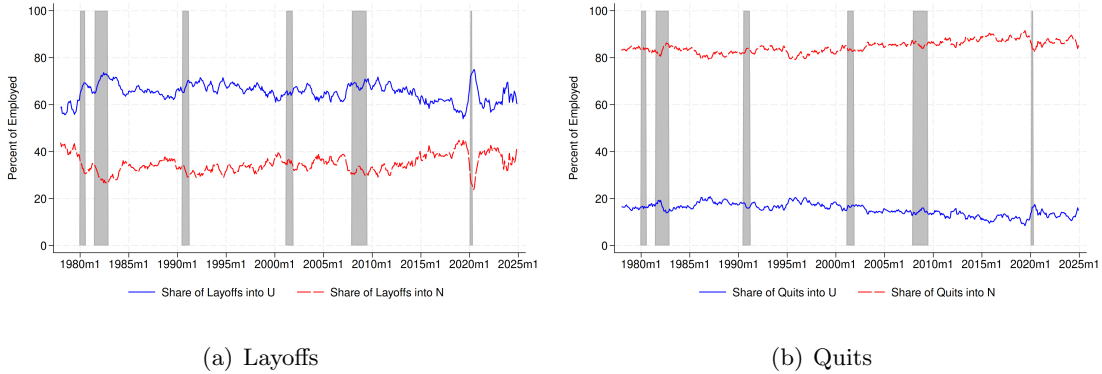 Percent of Employed
100
80
60
40
20
0
1980m1 1985m1 1990m1 1995m1 2000m1 2005m1 2010m1 2015m1 2020m1 2025m1
Share of Layoffs into U Share of Layoffs into N
(a) Layoffs
Percent of Employed
100
80
60
40
20
0
1980m1 1985m1 1990m1 1995m1 2000m1 2005m1 2010m1 2015m1 2020m1 2025m1
Share of Quits into U Share of Quits into N
(b) Quits